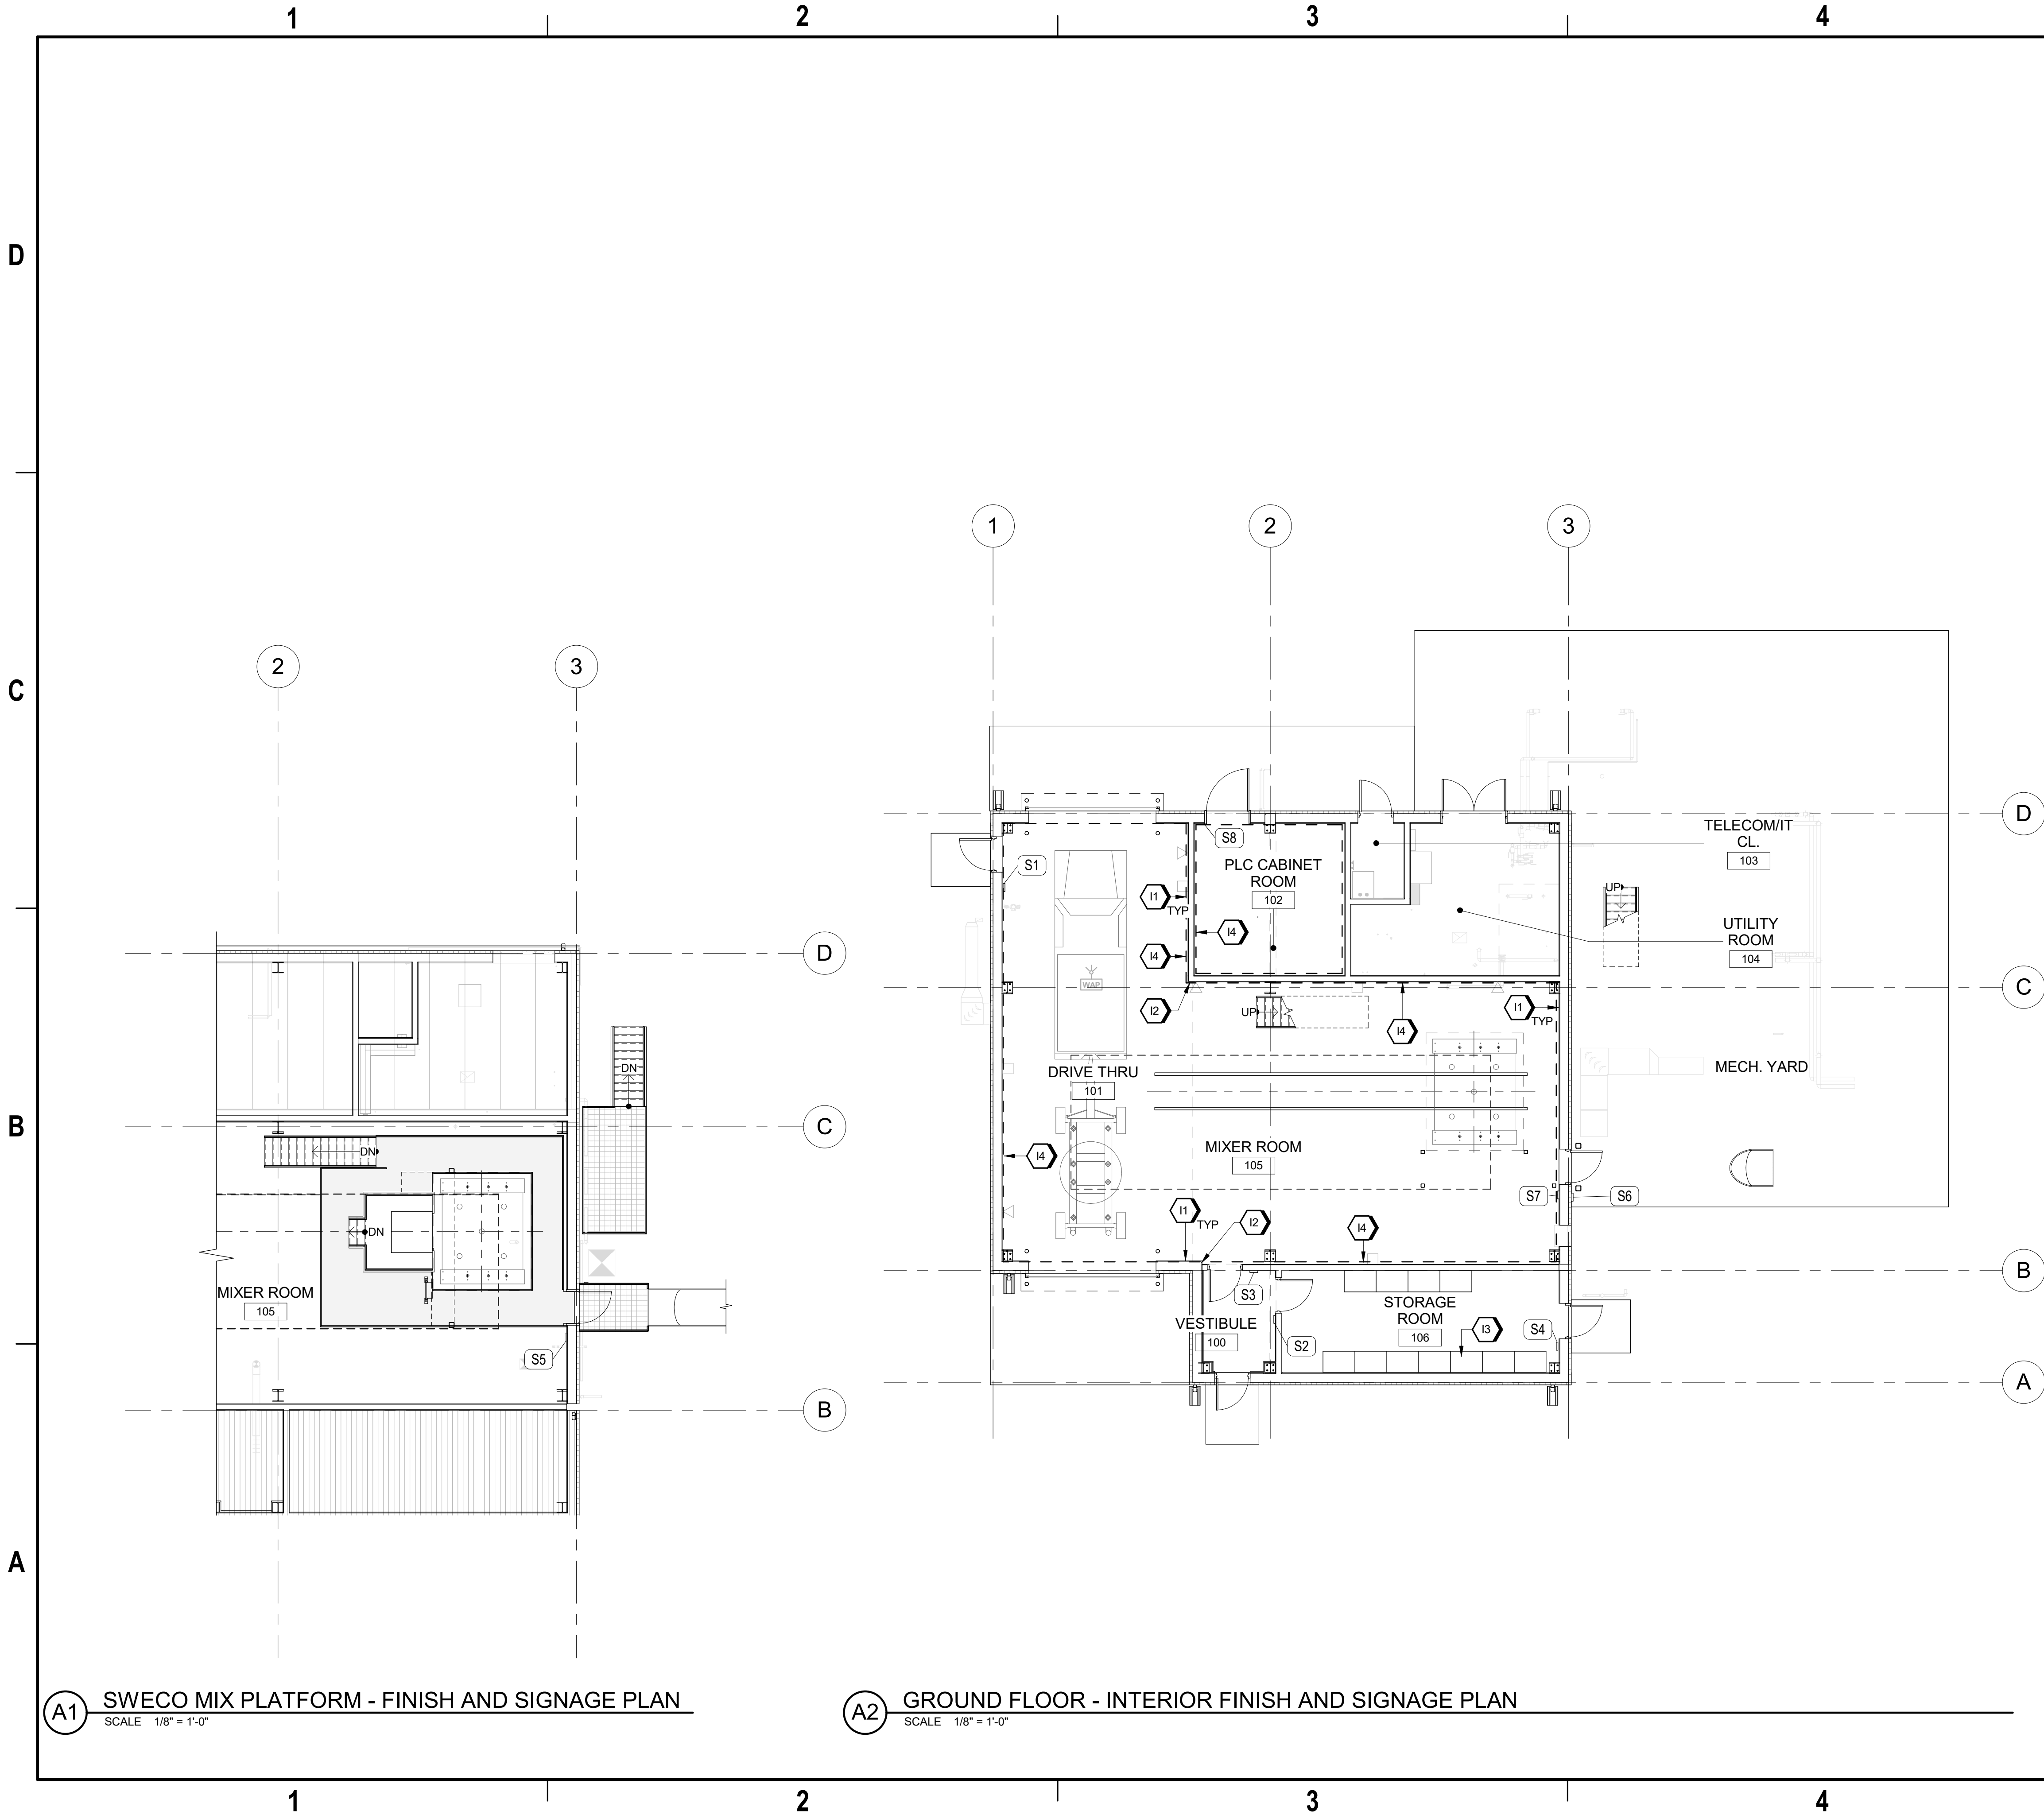 1 2 3 4
D
1 2 3
C
2 3
D
TELECOM/IT
CL.
103
S8
S1
PLC CABINET
ROOM
102
I1
TYP
UP
UTILITY
ROOM
104
I4
D
I4
WAP
C
I2
UP
I4
I1
TYP
DN
MECH. YARD
DRIVE THRU
101
B
C
DN
MIXER ROOM
105
I4
S7
S6
I1
TYP
I2
I4
DN
B
S3
MIXER ROOM
105
STORAGE
ROOM
106
VESTIBULE
100
I3
S4
S2
S5
A
B
A
A1
SWECO MIX PLATFORM - FINISH AND SIGNAGE PLAN
SCALE 1/8" = 1'-0"
A2
GROUND FLOOR - INTERIOR FINISH AND SIGNAGE PLAN
SCALE 1/8" = 1'-0"
1 2 3 4